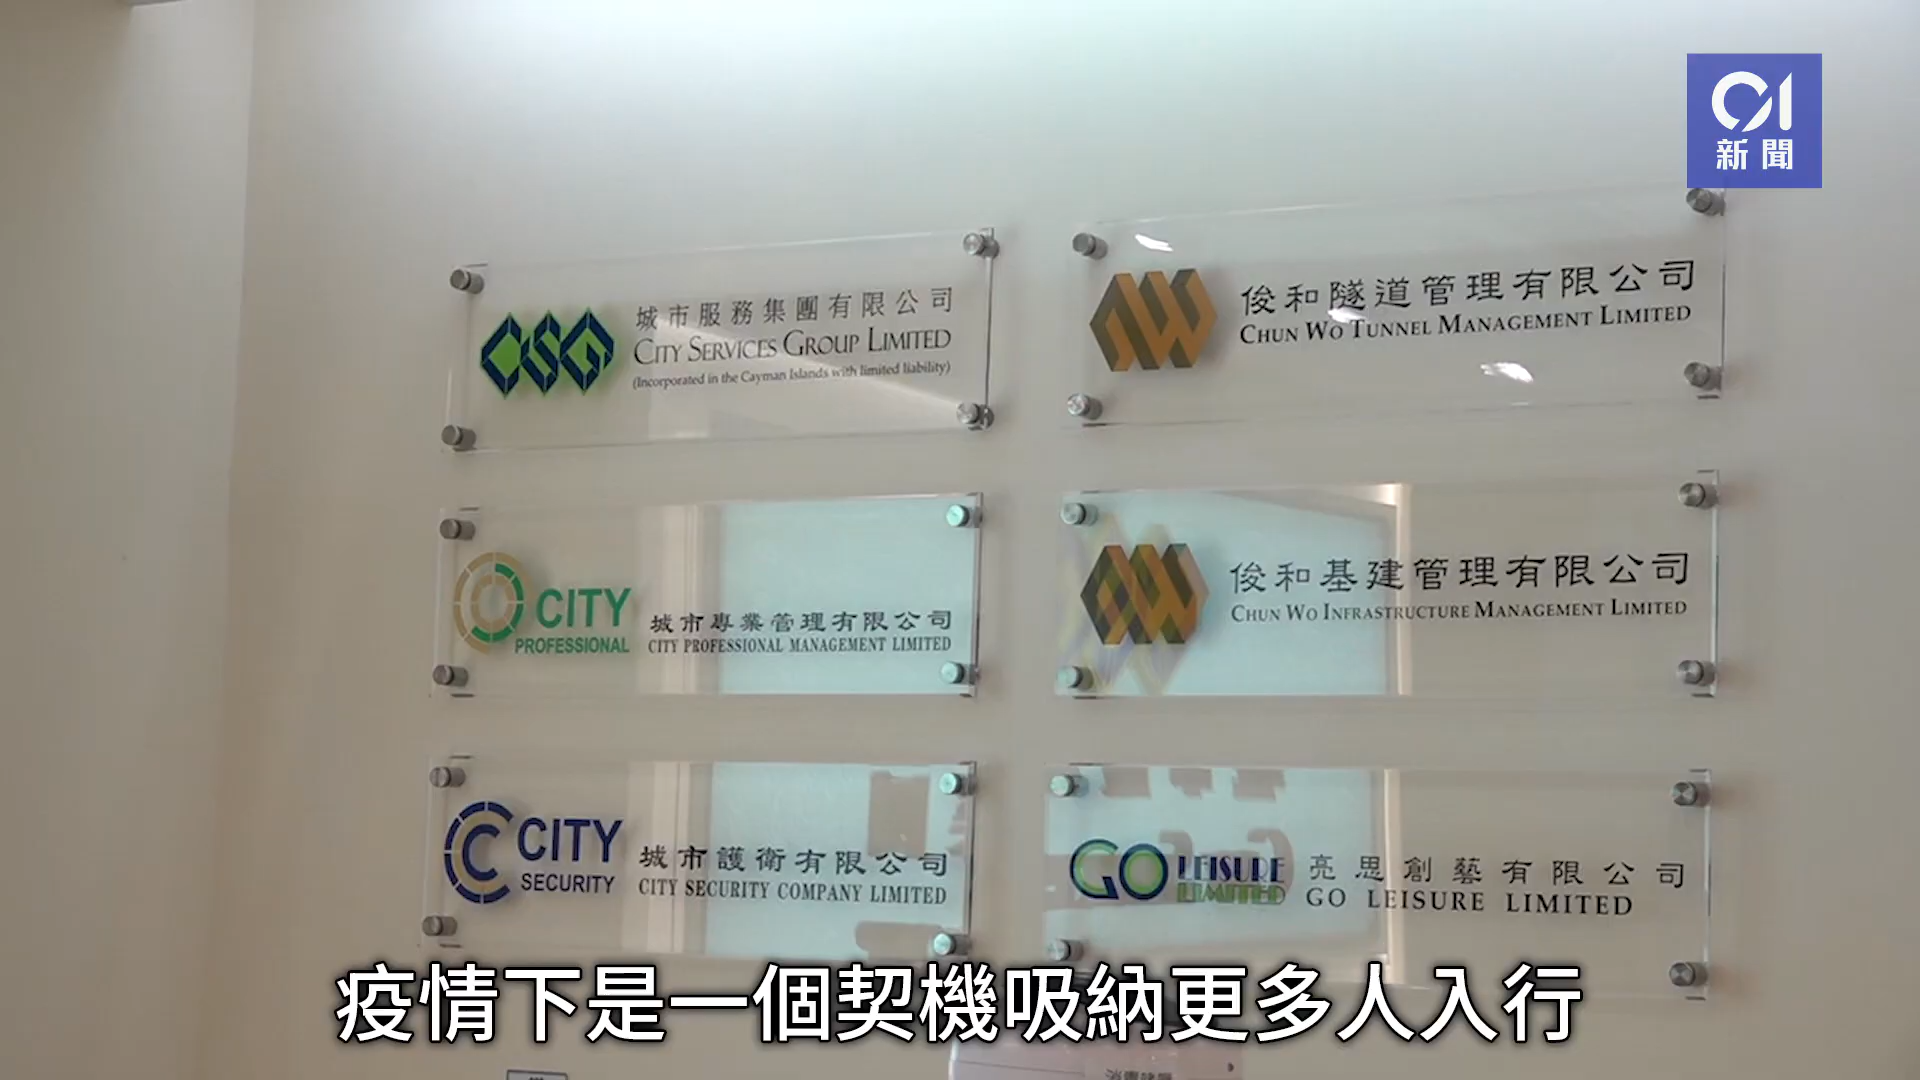 01
新聞
CSG
城市服務集團有限公司
CITY SERVICES GROUP LIMITED
(Incorporated in the Cayman Islands with limited liability)
俊和隧道管理有限公司
CHUN WO TUNNEL MANAGEMENT LIMITED
CITY
PROFESSIONAL
城市專業管理有限公司
CITY PROFESSIONAL MANAGEMENT LIMITED
俊和基建管理有限公司
CHUN WO INFRASTRUCTURE MANAGEMENT LIMITED
CITY
SECURITY
城市護衛有限公司
CITY SECURITY COMPANY LIMITED
GO LEISURE
LIMITED
亮思創藝有限公司
GO LEISURE LIMITED
疫情下是一個契機吸納更多人入行